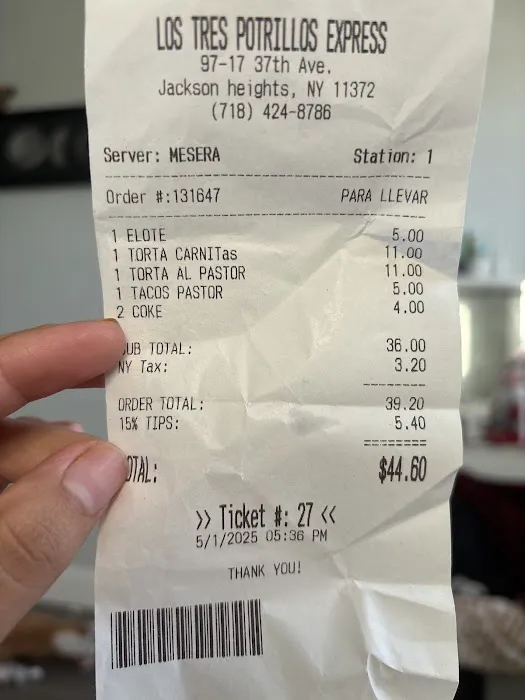 LOS TRES POTRILLOS EXPRESS
97-17 37th Ave.
Jackson heights, NY 11372
(718) 424-8786
Server: MESERA Station: 1
Order #:131647 PARA LLEVAR
1 ELOTE 5.00
1 TORTA CARNITas 11.00
1 TORTA AL PASTOR 11.00
1 TACOS PASTOR 5.00
2 COKE 4.00
UB TOTAL: 36.00
NY Tax: 3.20
ORDER TOTAL: 39.20
15% TIPS: 5.40
OTAL: $44.60
>> Ticket #: 27 <<
5/1/2025 05:36 PM
THANK YOU!